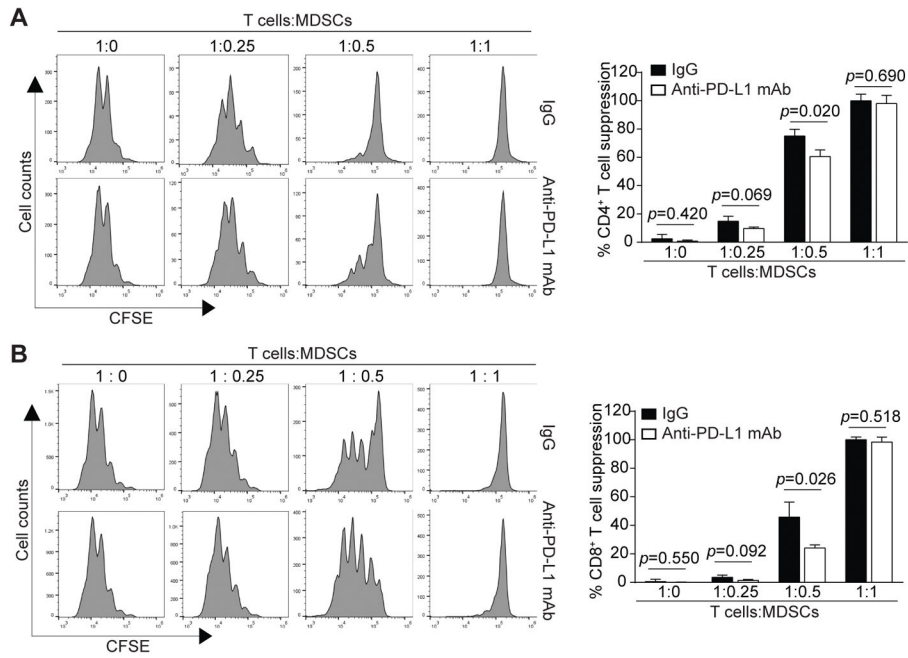 A
T cells:MDSCs
1:0 1:0.25 1:0.5 1:1
IgG
Anti-PD-L1 mAb
Cell counts
CFSE
% CD4+ T cell suppression
120
100
80
60
40
20
0
IgG
Anti-PD-L1 mAb
p=0.420
p=0.069
p=0.020
p=0.690
1:0 1:0.25 1:0.5 1:1
T cells:MDSCs
B
T cells:MDSCs
1 : 0 1 : 0.25 1 : 0.5 1 : 1
IgG
Anti-PD-L1 mAb
Cell counts
CFSE
% CD8+ T cell suppression
120
100
80
60
40
20
0
IgG
Anti-PD-L1 mAb
p=0.550
p=0.092
p=0.026
p=0.518
1:0 1:0.25 1:0.5 1:1
T cells:MDSCs